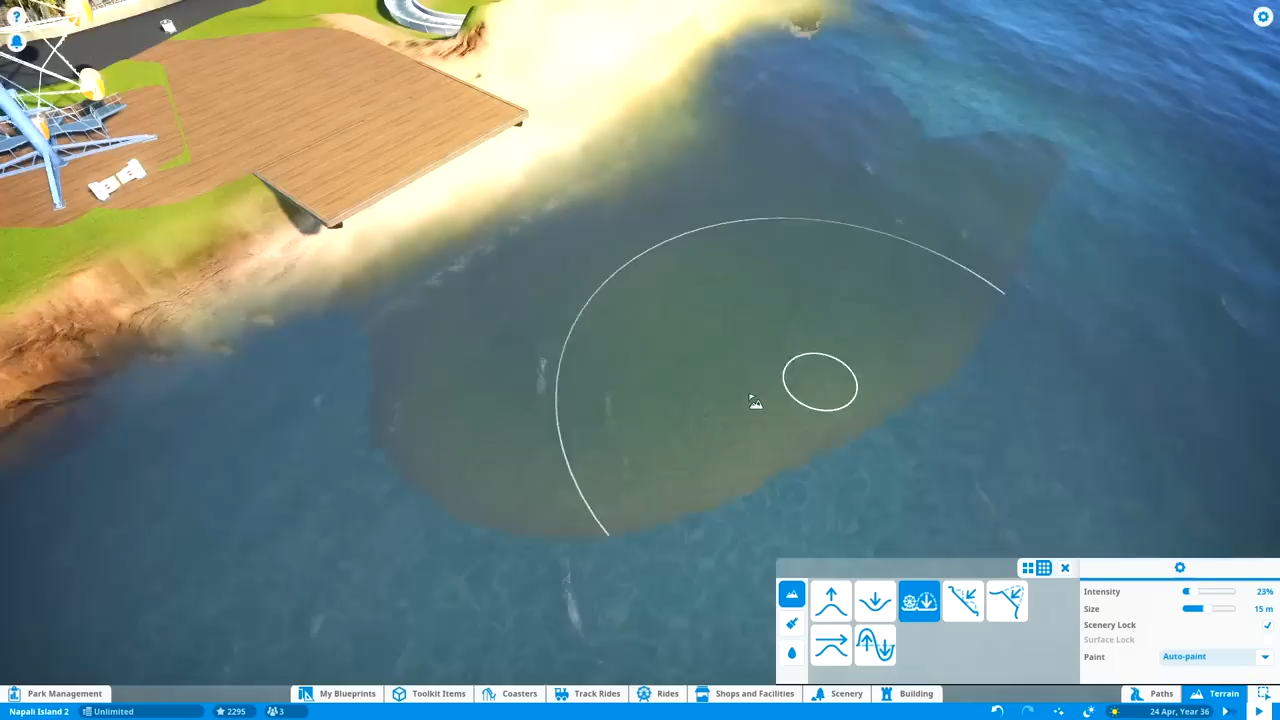 ?
Intensity 23%
Size 15 m
Scenery Lock
Surface Lock
Paint Auto-paint
Park Management My Blueprints Toolkit Items Coasters Track Rides Rides Shops and Facilities Scenery Building Paths Terrain
Napali Island 2 Unlimited 2295 3 24 Apr, Year 36